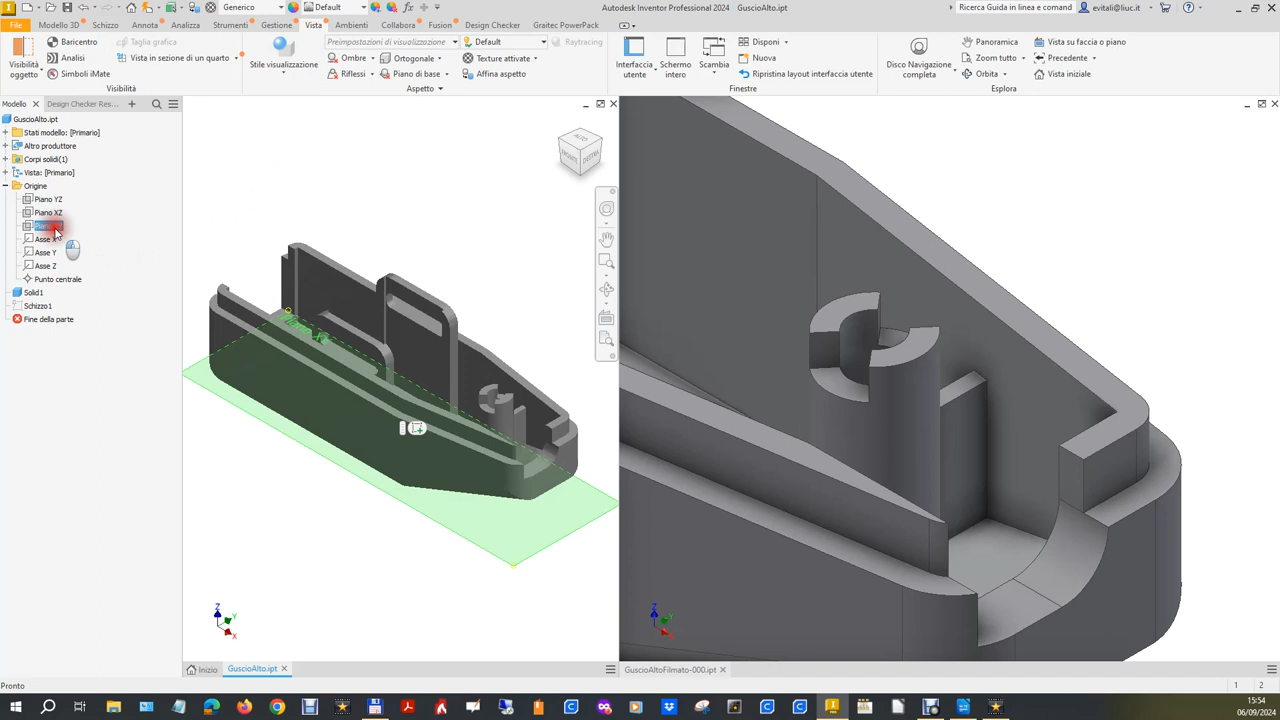 Generico
Default
Autodesk Inventor Professional 2024
GuscioAlto.ipt
Ricerca Guida in linea e comandi
evitali@liuc.it
File
Modello 3D
Schizzo
Annota
Analizza
Strumenti
Gestione
Vista
Ambienti
Collabora
Fusion
Design Checker
Graitec PowerPack
Visibilità oggetto
Baricentro
Analisi
Simboli iMate
Taglia grafica
Vista in sezione di un quarto
Visibilità
Stile visualizzazione
Preimpostazioni di visualizzazione
Ombre
Riflessi
Ortogonale
Piano di base
Default
Texture attivate
Affina aspetto
Raytracing
Aspetto
Interfaccia utente
Schermo intero
Scambia
Disponi
Nuova
Ripristina layout interfaccia utente
Finestre
Disco Navigazione completa
Panoramica
Zoom tutto
Orbita
Vista su faccia o piano
Precedente
Vista iniziale
Esplora
Modello
Design Checker Res...
GuscioAlto.ipt
Stati modello: [Primario]
Altro produttore
Corpi solidi(1)
Vista: [Primario]
Origine
Piano YZ
Piano XZ
Asse X
Asse Y
Asse Z
Punto centrale
Solid1
Schizzo1
Fine della parte
ALTO
DESTRA
Z
Y
X
Z
X
Inizio
GuscioAlto.ipt
GuscioAltoFilmato-000.ipt
Pronto
1
2
15:54
06/09/2024